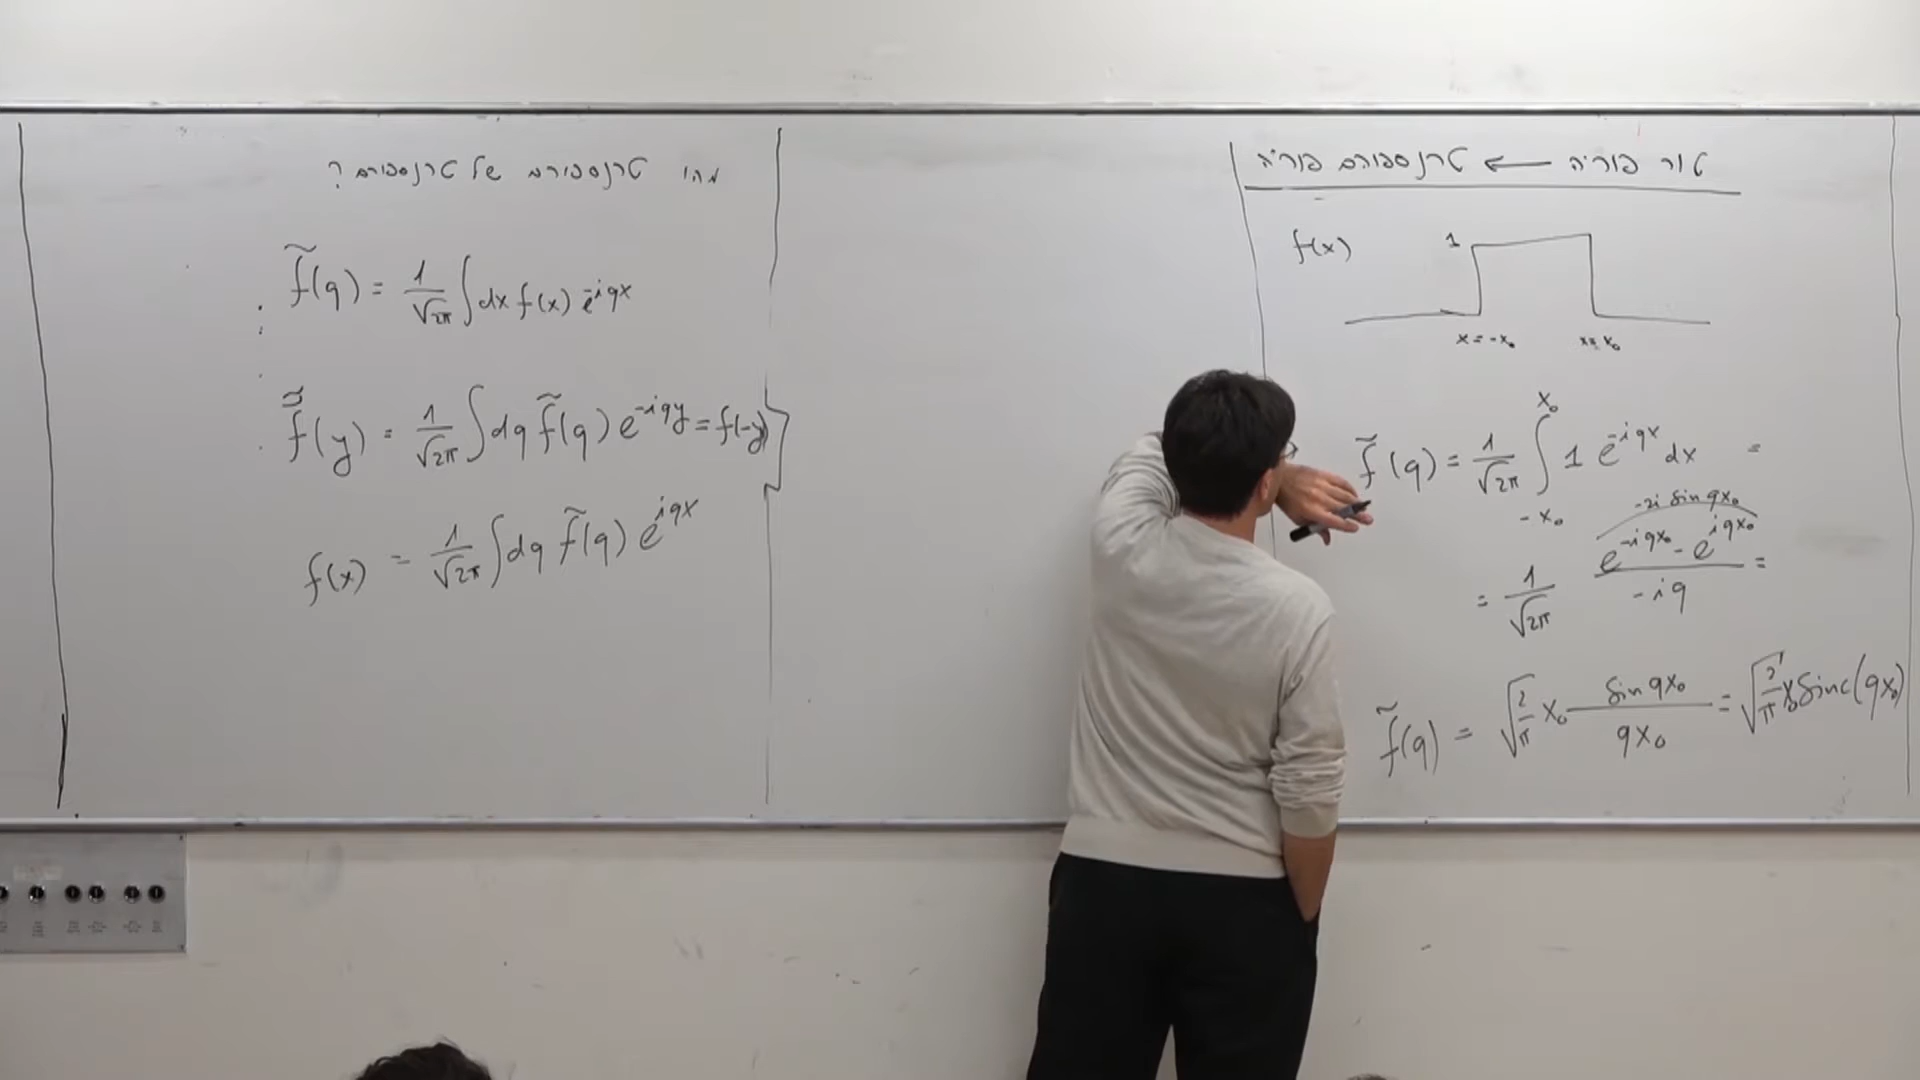 טור פוריה ⟵ טרנספורם פוריה
f(x)
1
x = -x₀ x = x₀
f̃(q) = 1/√2π ∫_{-x₀}^{x₀} 1 e^{-iqx} dx =
-2i sin qx₀
= 1/√2π (e^{-iqx₀} - e^{iqx₀})/(-iq) =
f̃(q) = √(2/π) x₀ (sin qx₀)/(qx₀) = √(2/π) x₀ sinc(qx₀)
מהו טרנספורם של טרנספורם?
f̃(q) = 1/√2π ∫dx f(x) e^{-iqx}
f̃̃(y) = 1/√2π ∫dq f̃(q) e^{-iqy} = f(-y)
f(x) = 1/√2π ∫dq f̃(q) e^{iqx}